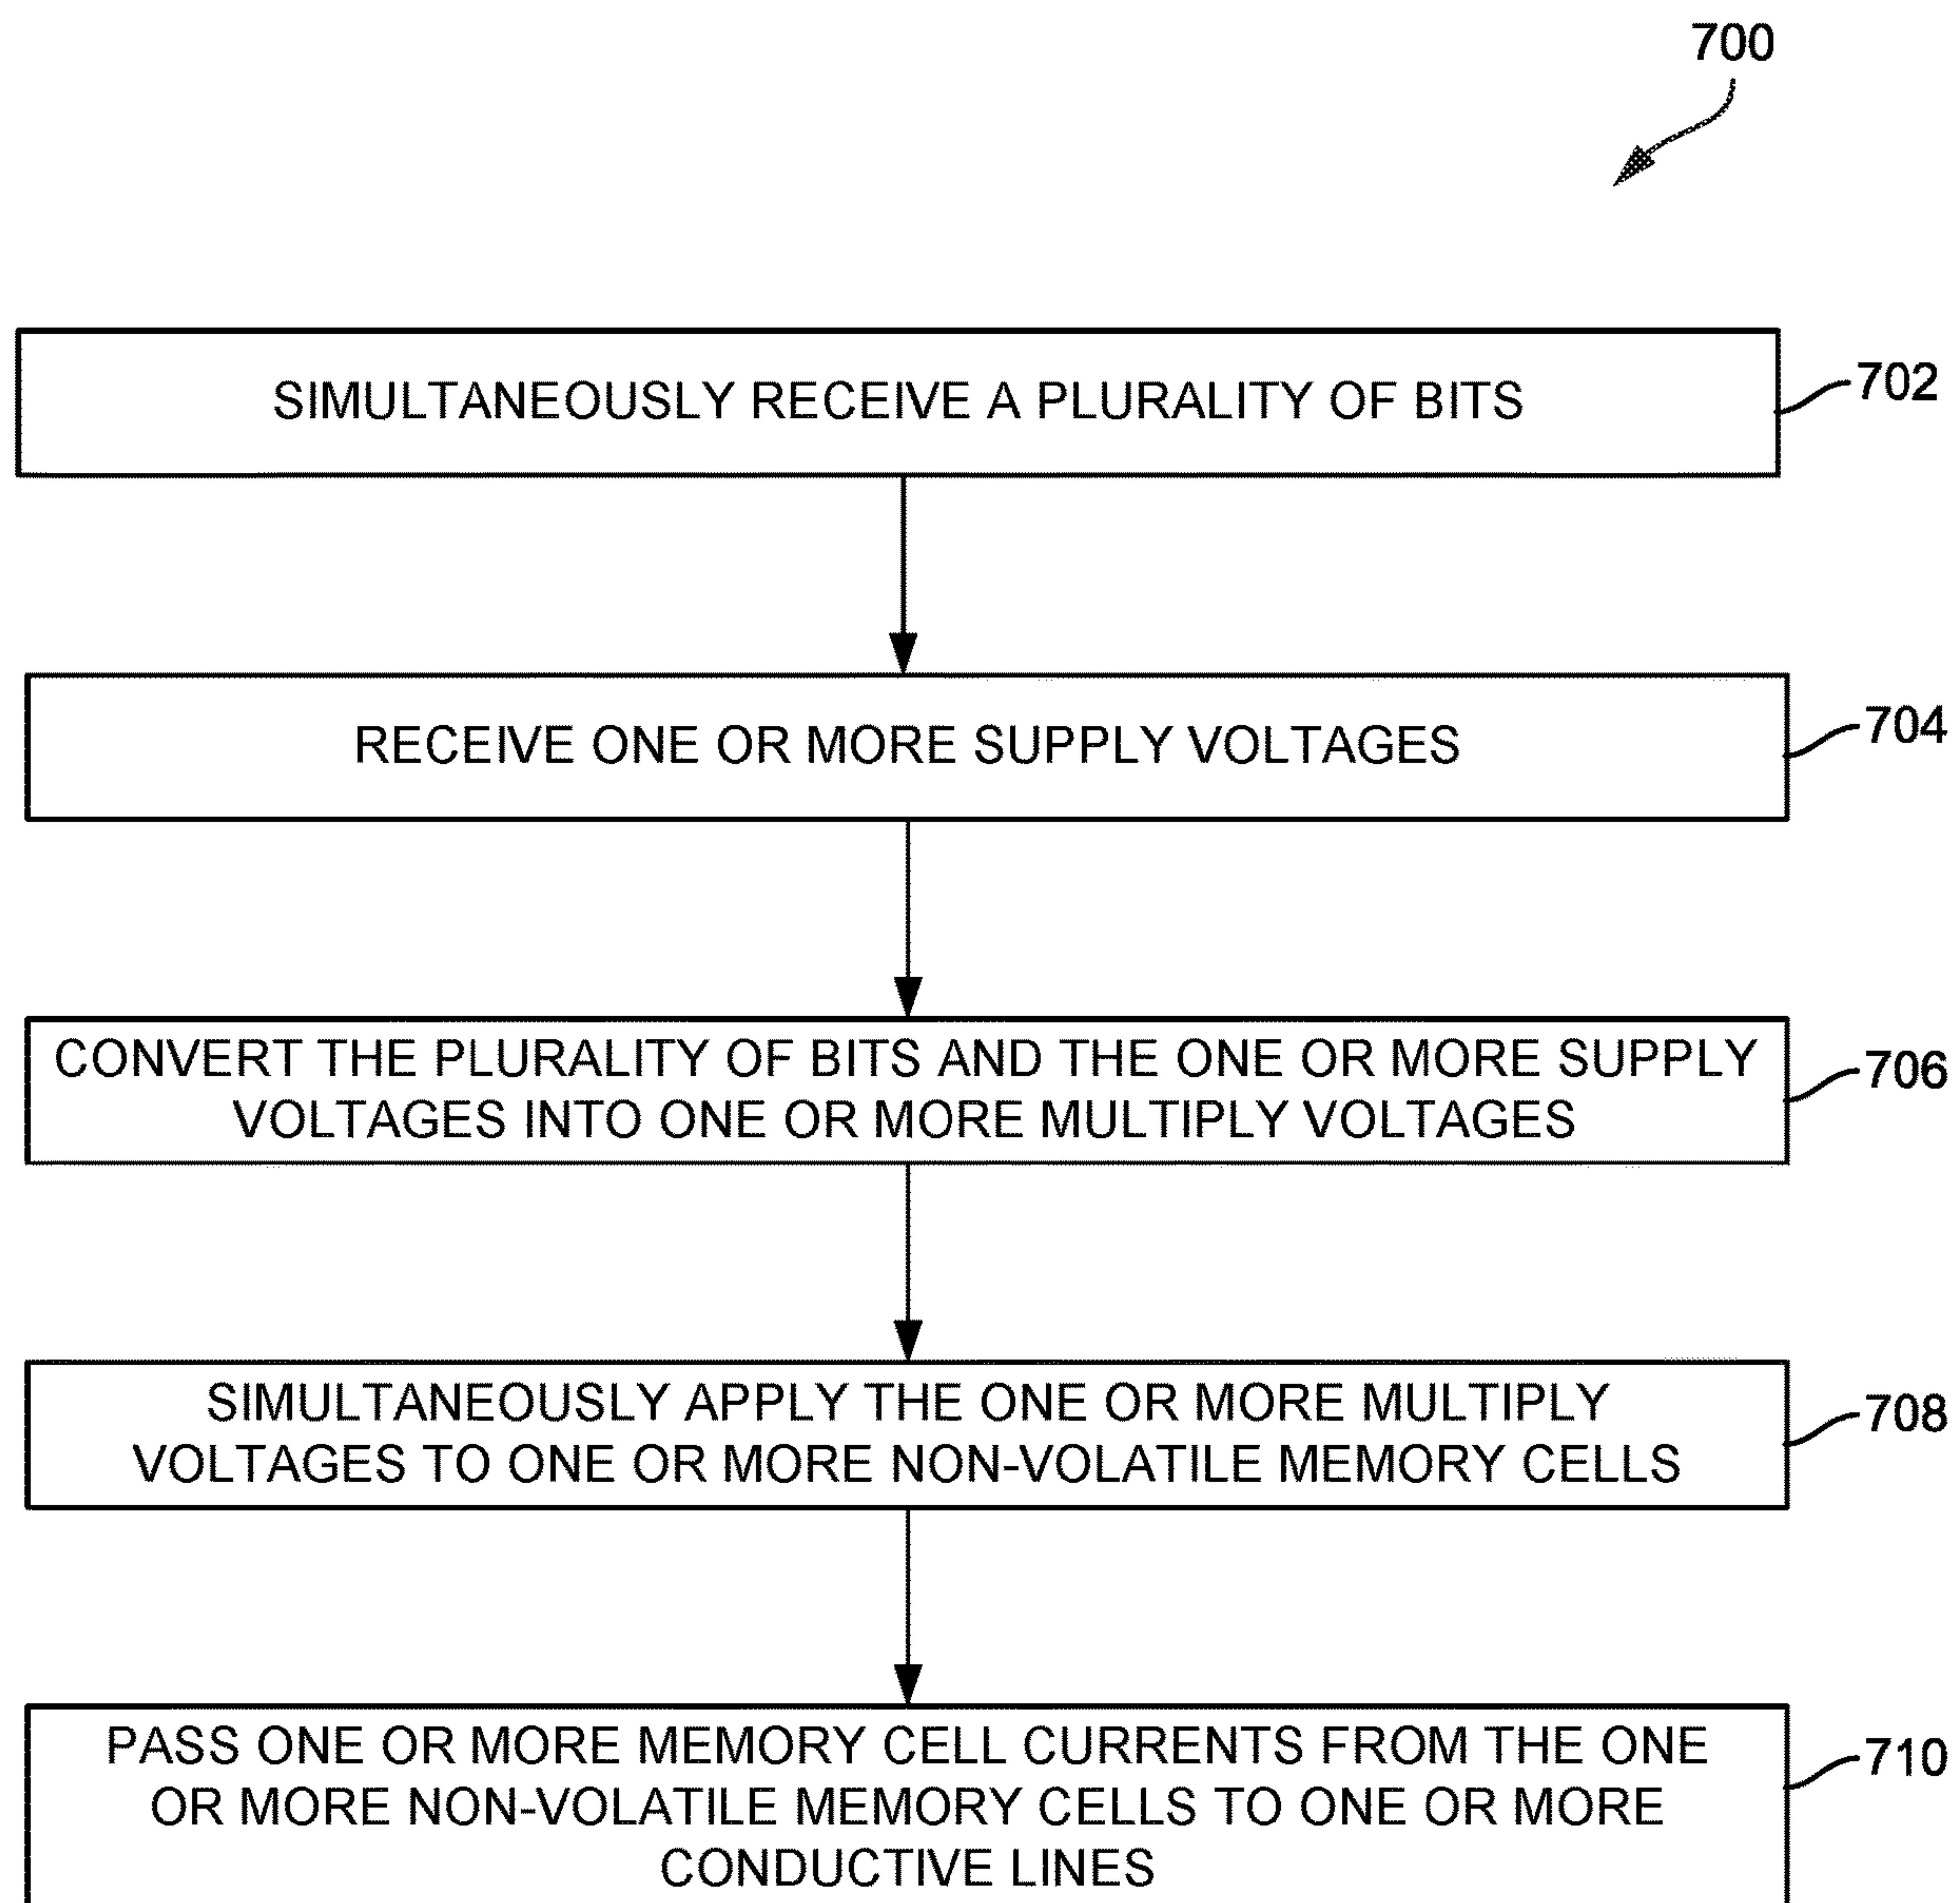 700
SIMULTANEOUSLY RECEIVE A PLURALITY OF BITS
702
RECEIVE ONE OR MORE SUPPLY VOLTAGES
704
CONVERT THE PLURALITY OF BITS AND THE ONE OR MORE SUPPLY
VOLTAGES INTO ONE OR MORE MULTIPLY VOLTAGES
706
SIMULTANEOUSLY APPLY THE ONE OR MORE MULTIPLY
VOLTAGES TO ONE OR MORE NON-VOLATILE MEMORY CELLS
708
PASS ONE OR MORE MEMORY CELL CURRENTS FROM THE ONE
OR MORE NON-VOLATILE MEMORY CELLS TO ONE OR MORE
CONDUCTIVE LINES
710